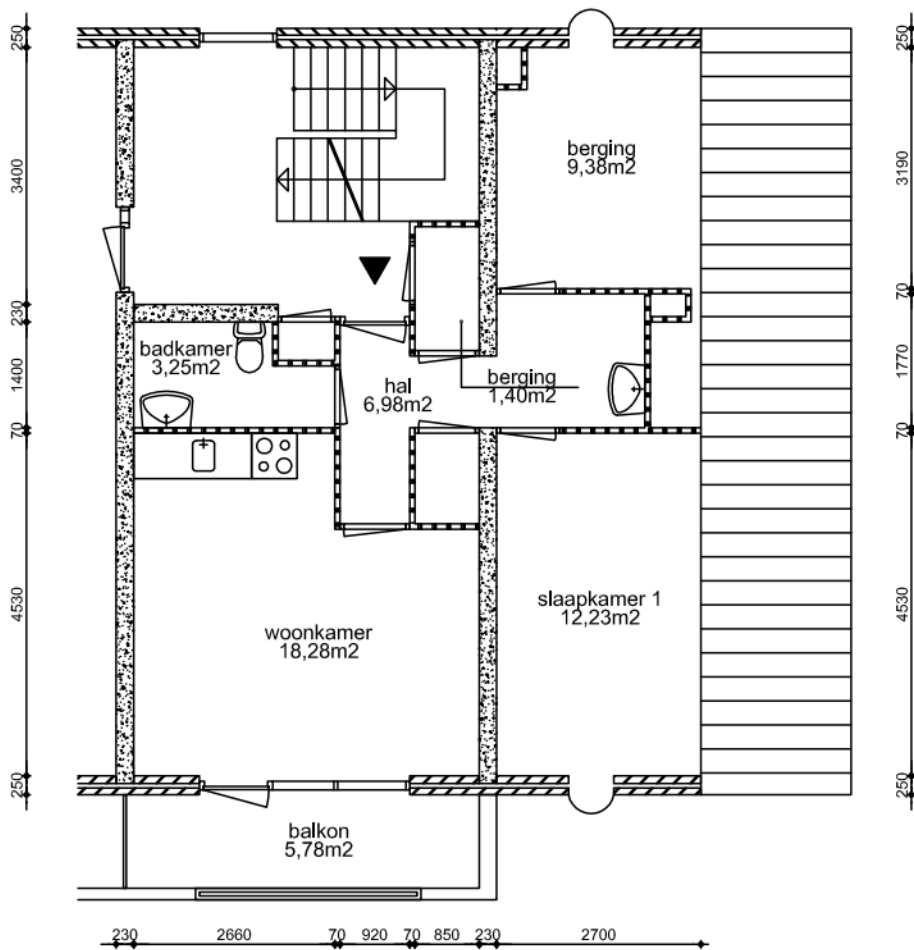 250
3400
230
1400
70
4530
250
berging
9,38m2
badkamer
3,25m2
hal
6,98m2
berging
1,40m2
woonkamer
18,28m2
slaapkamer 1
12,23m2
balkon
5,78m2
250
3190
70
1770
70
4530
250
230 2660 70 920 70 850 230 2700